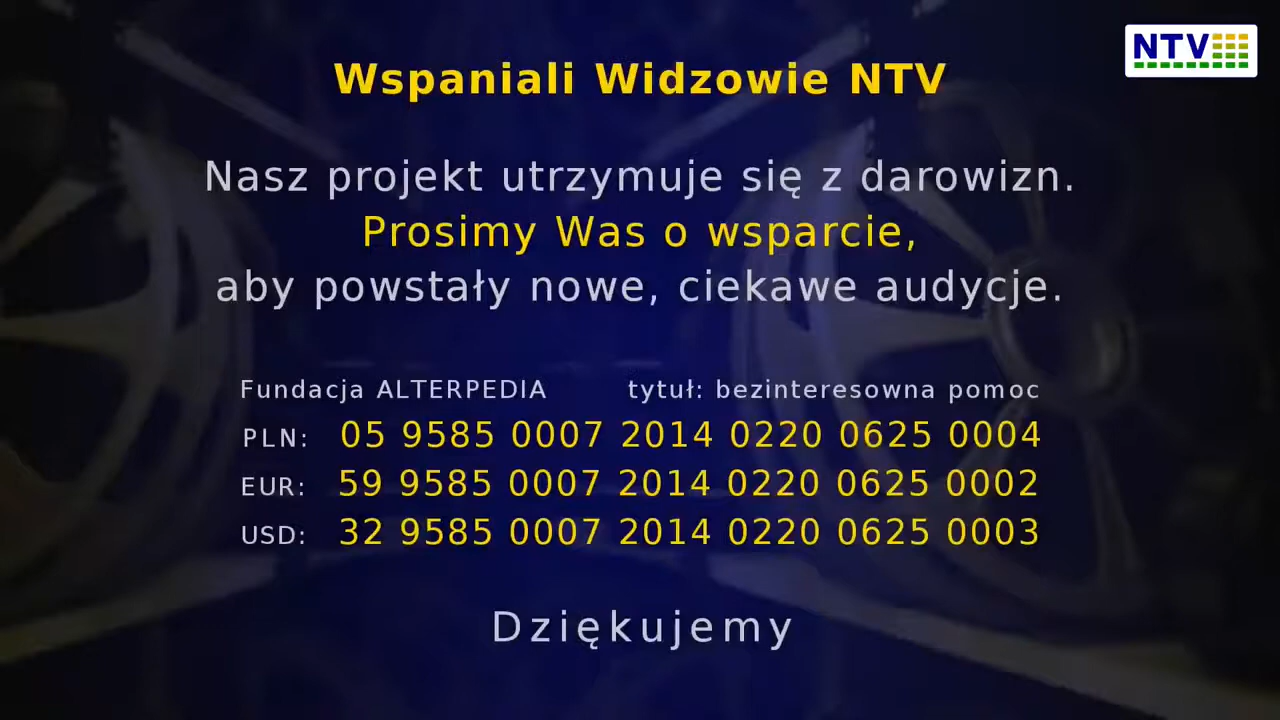 NTV
Wspaniali Widzowie NTV
Nasz projekt utrzymuje się z darowizn.
Prosimy Was o wsparcie,
aby powstały nowe, ciekawe audycje.
Fundacja ALTERPEDIA tytuł: bezinteresowna pomoc
PLN: 05 9585 0007 2014 0220 0625 0004
EUR: 59 9585 0007 2014 0220 0625 0002
USD: 32 9585 0007 2014 0220 0625 0003
Dziękujemy